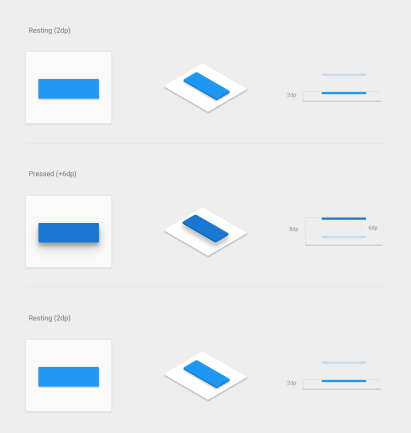 Resting (2dp)
2dp
Pressed (+6dp)
8dp
6dp
Resting (2dp)
2dp